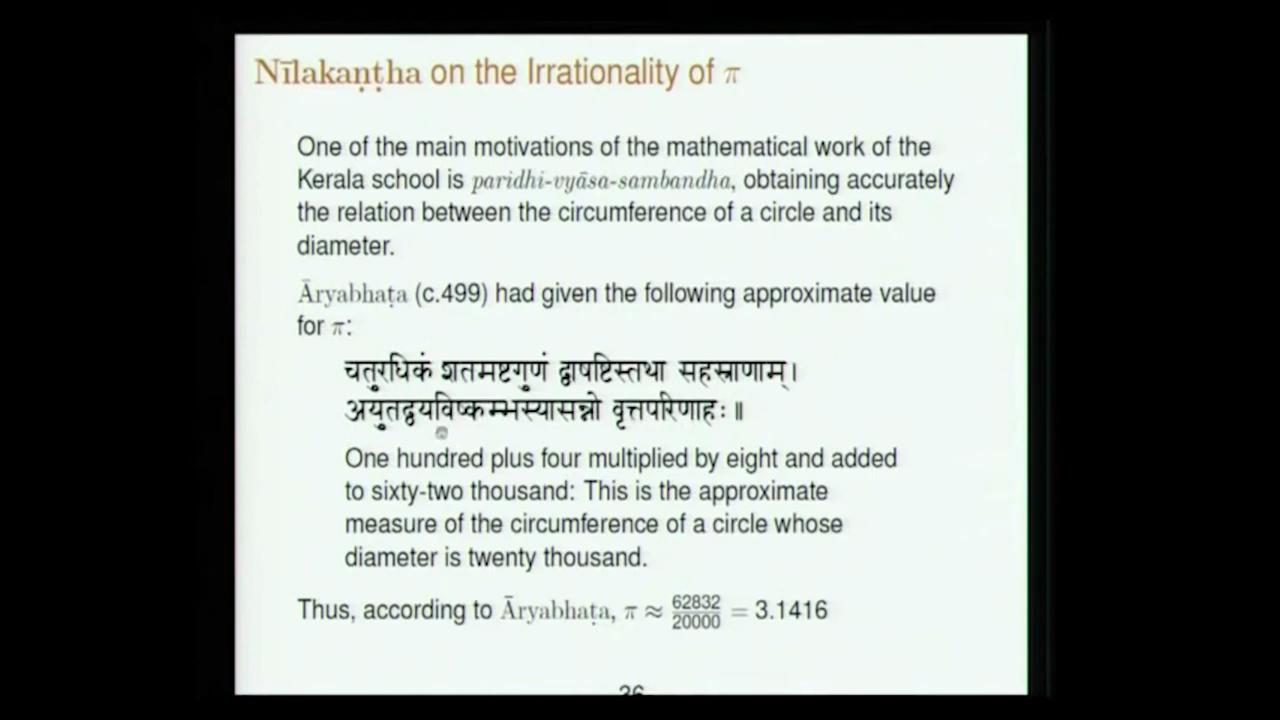 Nīlakaṇṭha on the Irrationality of π
One of the main motivations of the mathematical work of the
Kerala school is paridhi-vyāsa-sambandha, obtaining accurately
the relation between the circumference of a circle and its
diameter.
Āryabhaṭa (c.499) had given the following approximate value
for π:
चतुरधिकं शतमष्टगुणं द्वाषष्टिस्तथा सहस्राणाम्।
अयुतद्वयविष्कम्भस्यासन्नो वृत्तपरिणाहः॥
One hundred plus four multiplied by eight and added
to sixty-two thousand: This is the approximate
measure of the circumference of a circle whose
diameter is twenty thousand.
Thus, according to Āryabhaṭa, π ≈ 62832/20000 = 3.1416